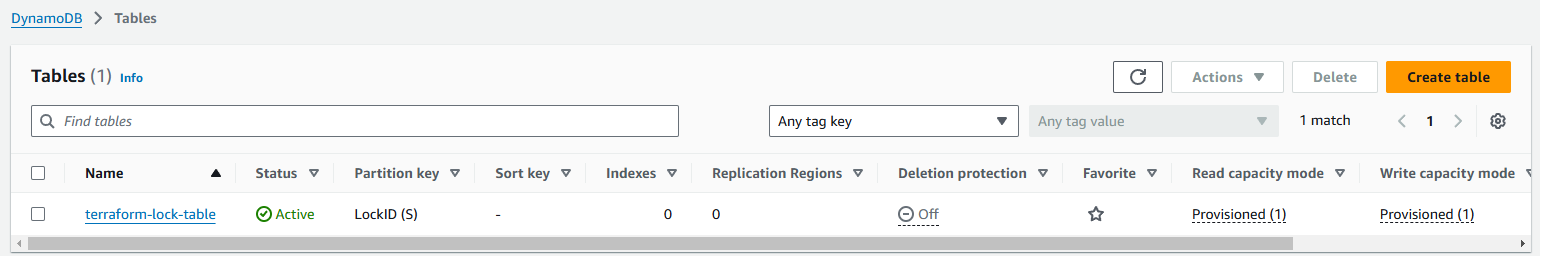 DynamoDB > Tables
Tables (1) Info
Actions
Delete
Create table
Find tables
Any tag key
Any tag value
1 match
1
Name Status Partition key Sort key Indexes Replication Regions Deletion protection Favorite Read capacity mode Write capacity mode
terraform-lock-table Active LockID (S) - 0 0 Off Provisioned (1) Provisioned (1)